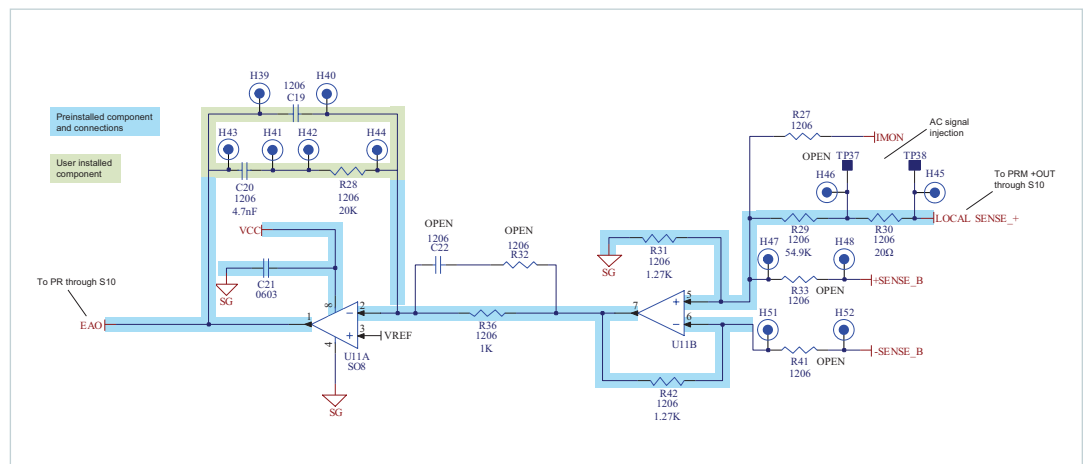 Preinstalled component
and connections
User installed
component
H39
H40
1206
C19
H43
H41
H42
H44
C20
1206
4.7nF
R28
1206
20K
VCC
C21
0603
SG
To PR through S10
EAO
1
8
2
3
4
VREF
U11A
SO8
SG
OPEN
1206
C22
OPEN
1206
R32
R36
1206
1K
SG
R31
1206
1.27K
7
5
6
U11B
R42
1206
1.27K
R27
1206
IMON
AC signal
injection
OPEN
TP37
TP38
H46
H45
To PRM +OUT
through S10
R29
1206
54.9K
R30
1206
20Ω
LOCAL SENSE_+
H47
H48
R33
1206
OPEN
+SENSE_B
H51
H52
R41
1206
OPEN
-SENSE_B